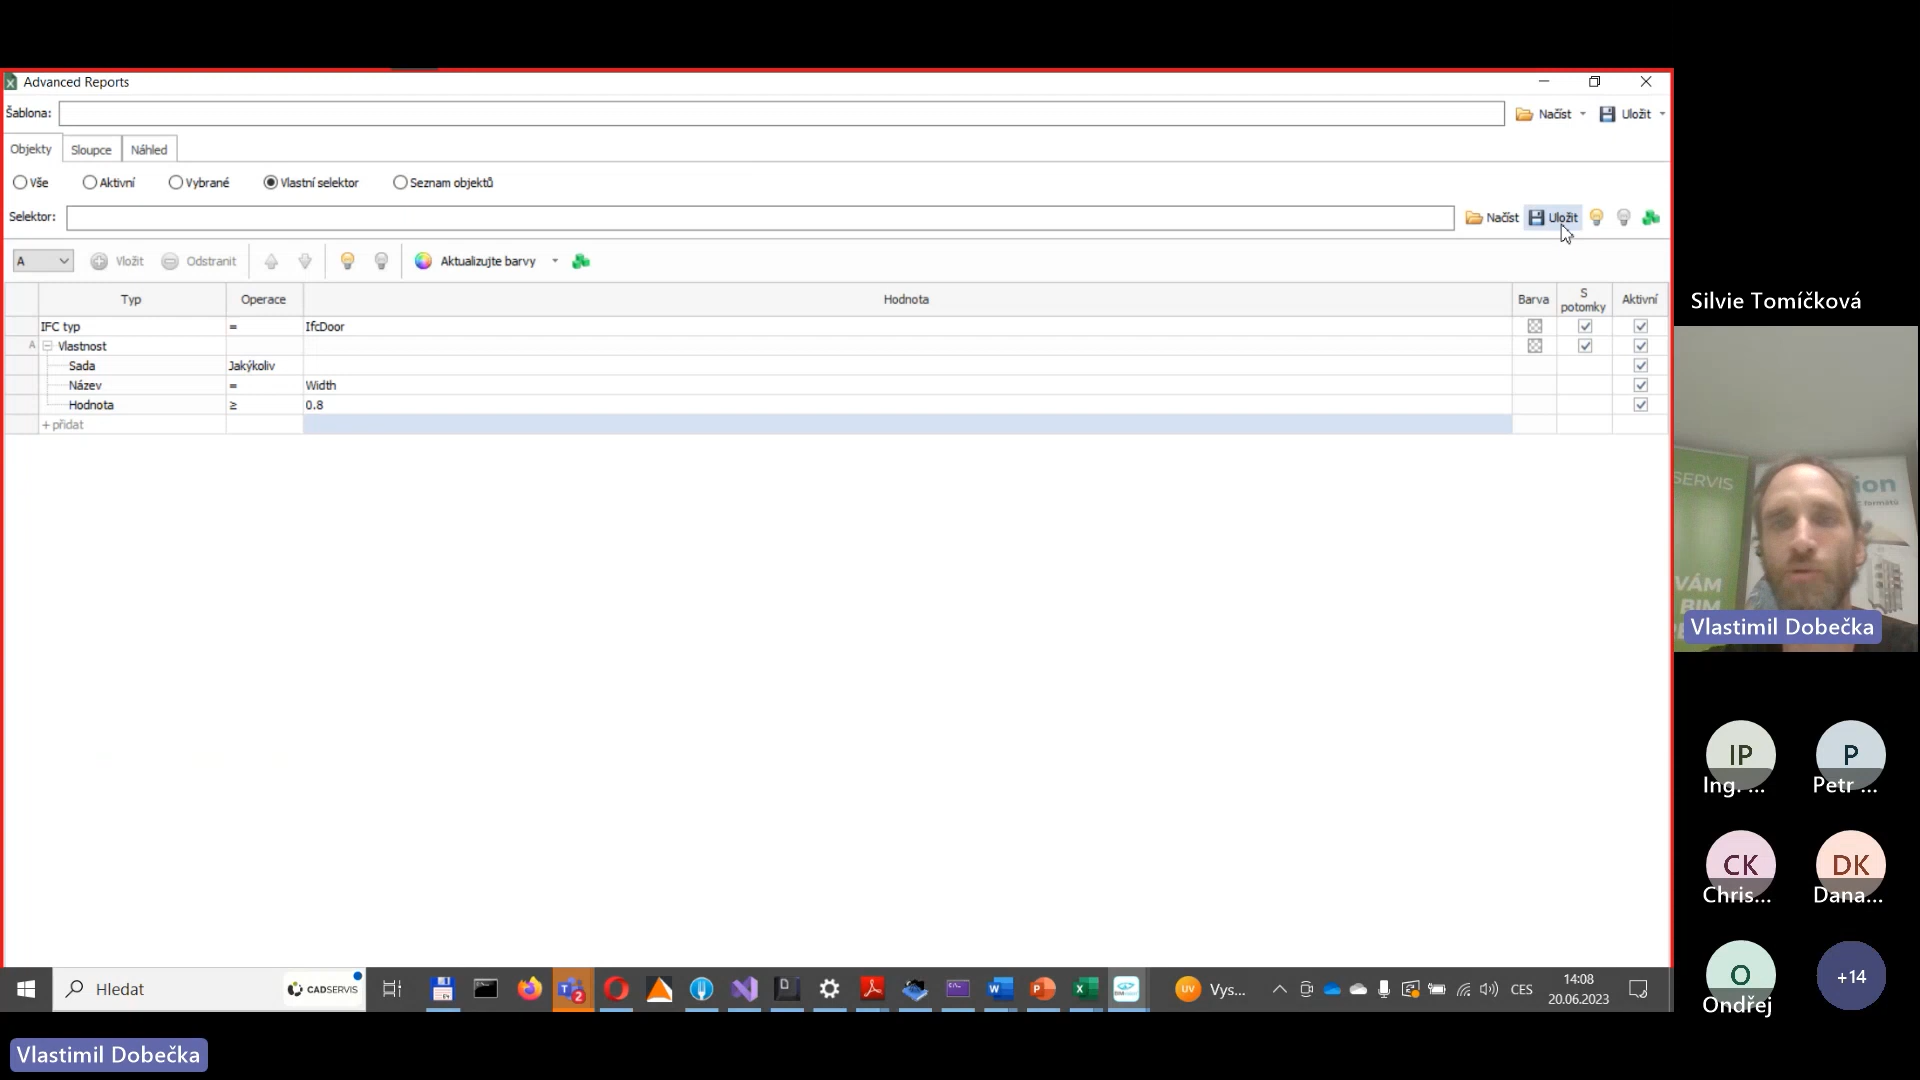 Advanced Reports
Šablona:
Načíst
Uložit
Objekty
Sloupce
Náhled
Vše
Aktivní
Vybrané
Vlastní selektor
Seznam objektů
Selektor:
Načíst
Uložit
A
Vložit
Odstranit
Aktualizujte barvy
Typ
Operace
Hodnota
Barva
S potomky
Aktivní
IFC typ = IfcDoor
A Vlastnost
Sada Jakýkoliv
Název = Width
Hodnota ≥ 0.8
+ přidat
Silvie Tomíčková
SERVIS
ion
VÁM
BIM
Vlastimil Dobečka
IP
Ing. ...
P
Petr ...
CK
Chris...
DK
Dana...
O
Ondřej
+14
Hledat
CADSERVIS
2
UV
Vys...
CES
14:08
20.06.2023
Vlastimil Dobečka